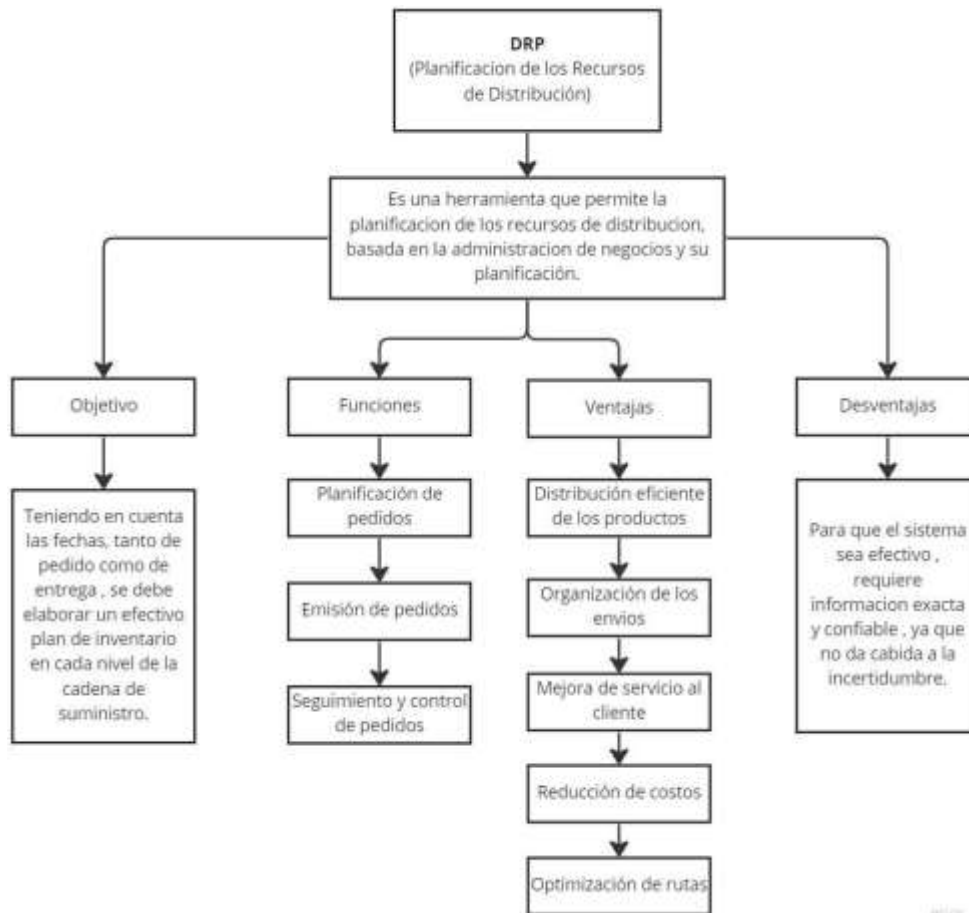 DRP
(Planificacion de los Recursos
de Distribución)
Es una herramienta que permite la
planificacion de los recursos de distribucion,
basada en la administracion de negocios y su
planificación.
Objetivo
Funciones
Ventajas
Desventajas
Teniendo en cuenta
las fechas, tanto de
pedido como de
entrega , se debe
elaborar un efectivo
plan de inventario
en cada nivel de la
cadena de
suministro.
Planificación de
pedidos
Emisión de pedidos
Seguimiento y control
de pedidos
Distribución eficiente
de los productos
Organización de los
envios
Mejora de servicio al
cliente
Reducción de costos
Optimización de rutas
Para que el sistema
sea efectivo ,
requiere
informacion exacta
y confiable , ya que
no da cabida a la
incertidumbre.